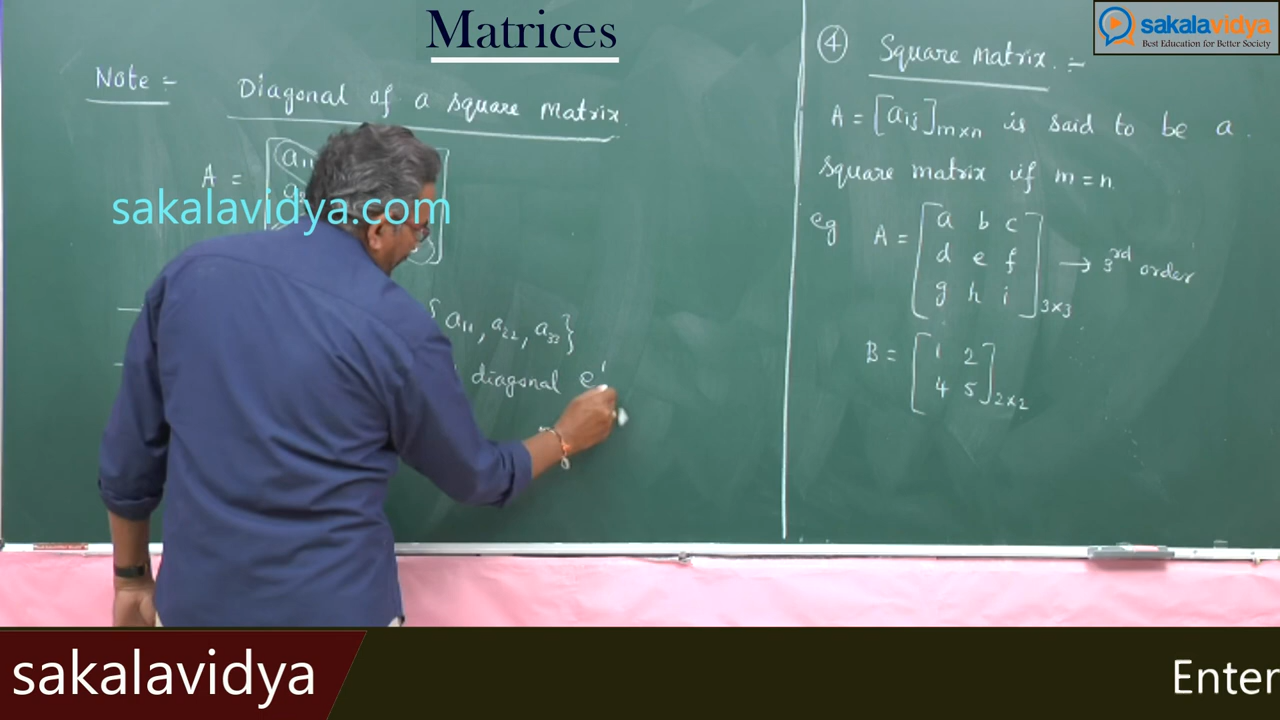 Matrices
sakalavidya
Best Education for Better Society
Note :-
Diagonal of a square Matrix.
A = [ a11
sakalavidya.com
{ a11, a22, a33 }
diagonal e
④ Square Matrix :-
A = [aij]m×n is said to be a
square matrix if m = n.
eg A = [ a b c
d e f
g h i ]3×3 → 3rd order
B = [ 1 2
4 5 ]2×2
sakalavidya
Enter